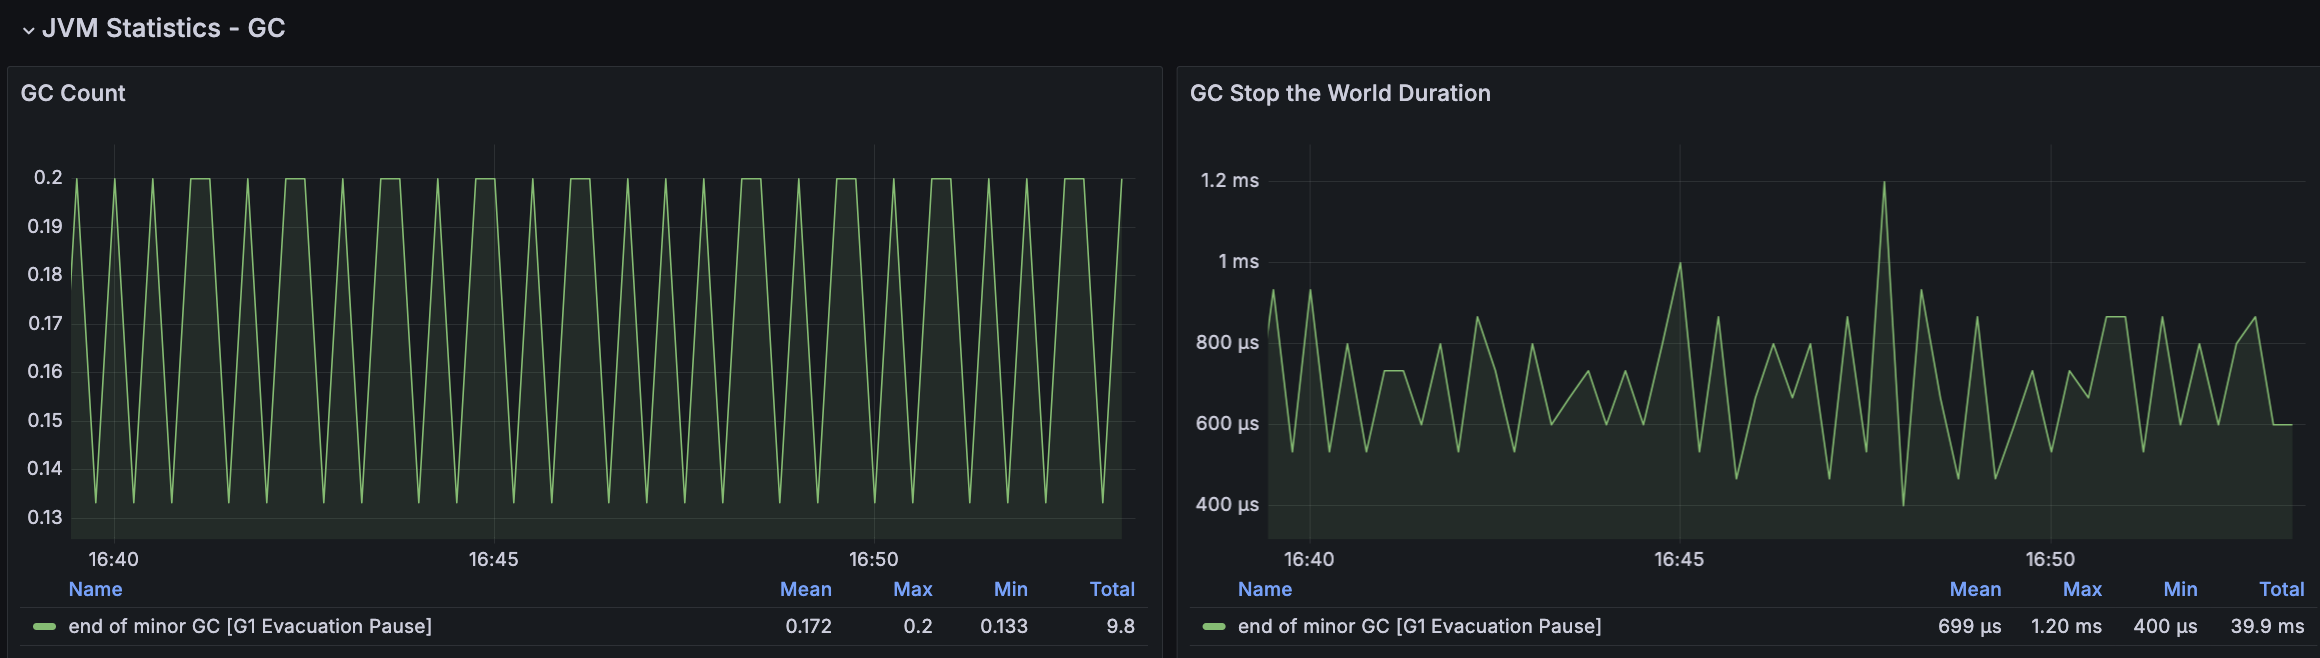 JVM Statistics - GC
GC Count
0.2
0.19
0.18
0.17
0.16
0.15
0.14
0.13
16:40 16:45 16:50
Name Mean Max Min Total
end of minor GC [G1 Evacuation Pause] 0.172 0.2 0.133 9.8
GC Stop the World Duration
1.2 ms
1 ms
800 µs
600 µs
400 µs
16:40 16:45 16:50
Name Mean Max Min Total
end of minor GC [G1 Evacuation Pause] 699 µs 1.20 ms 400 µs 39.9 ms